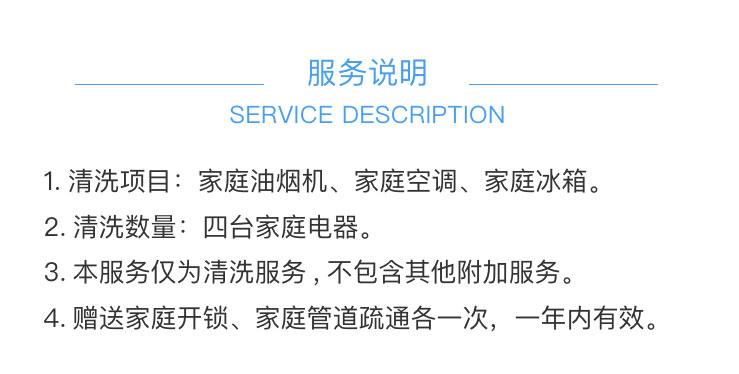 服务说明
SERVICE DESCRIPTION
1. 清洗项目：家庭油烟机、家庭空调、家庭冰箱。
2. 清洗数量：四台家庭电器。
3. 本服务仅为清洗服务 , 不包含其他附加服务。
4. 赠送家庭开锁、家庭管道疏通各一次，一年内有效。